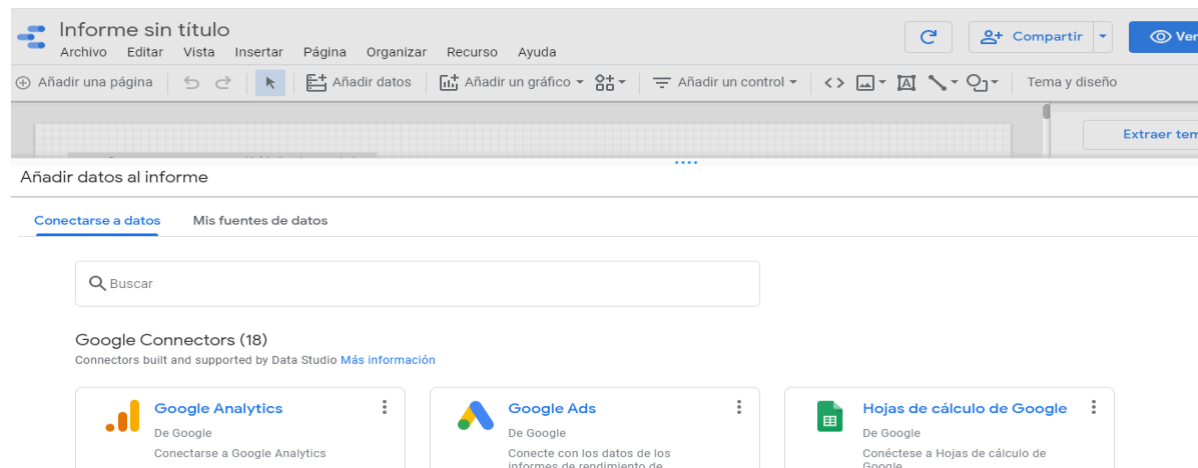 Informe sin título
Archivo Editar Vista Insertar Página Organizar Recurso Ayuda
Compartir
Ver
Añadir una página
Añadir datos
Añadir un gráfico
Añadir un control
Tema y diseño
Extraer tem
Añadir datos al informe
Conectarse a datos Mis fuentes de datos
Buscar
Google Connectors (18)
Connectors built and supported by Data Studio Más información
Google Analytics
De Google
Conectarse a Google Analytics
Google Ads
De Google
Conecte con los datos de los
informes de rendimiento de
Hojas de cálculo de Google
De Google
Conéctese a Hojas de cálculo de
Google